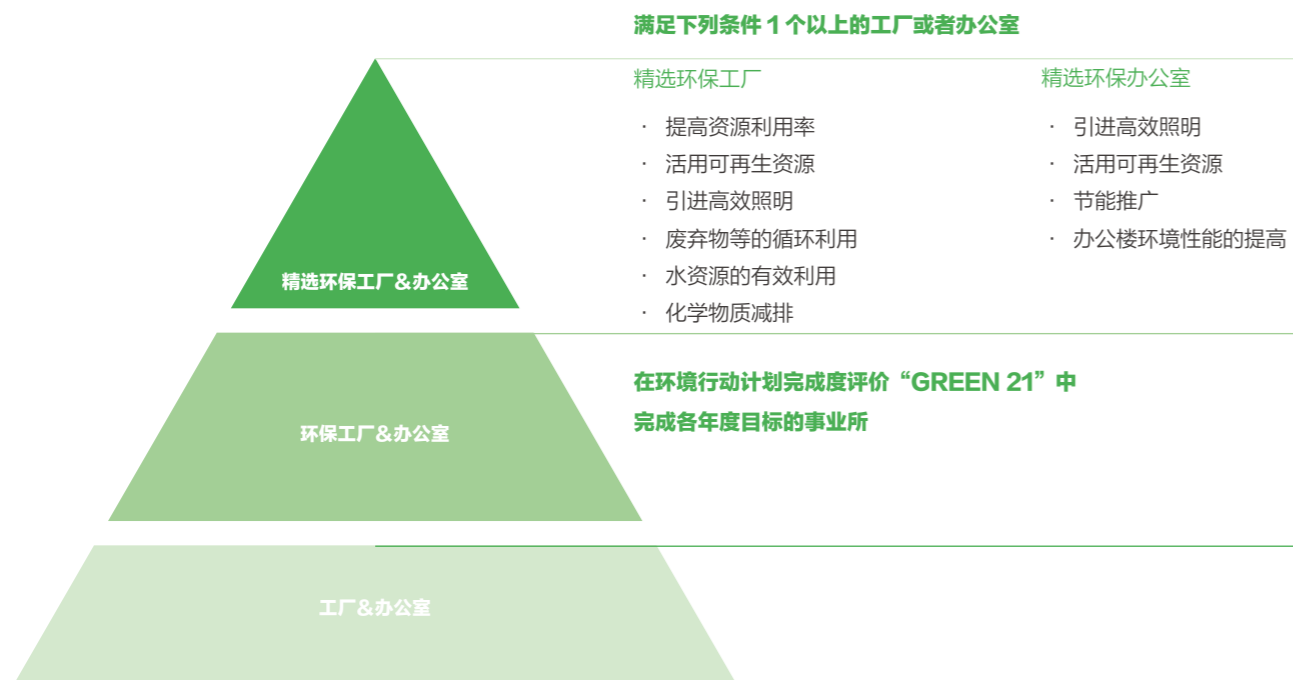 满足下列条件 1 个以上的工厂或者办公室
精选环保工厂
· 提高资源利用率
· 活用可再生资源
· 引进高效照明
· 废弃物等的循环利用
· 水资源的有效利用
· 化学物质减排
精选环保办公室
· 引进高效照明
· 活用可再生资源
· 节能推广
· 办公楼环境性能的提高
精选环保工厂&办公室
在环境行动计划完成度评价“GREEN 21”中
完成各年度目标的事业所
环保工厂&办公室
工厂&办公室